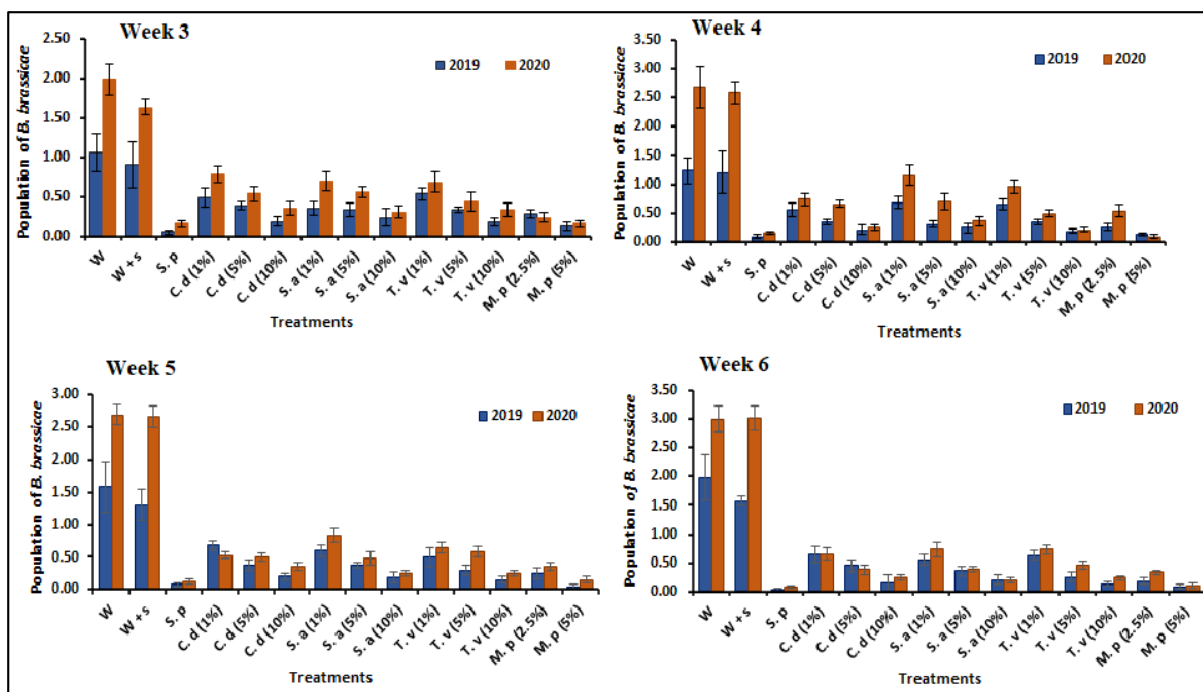 Week 3
Population of B. brassicae
2.50
2.00
1.50
1.00
0.50
0.00
2019
2020
W
W + s
S. p
C. d (1%)
C. d (5%)
C. d (10%)
S. a (1%)
S. a (5%)
S. a (10%)
T. v (1%)
T. v (5%)
T. v (10%)
M. p (2.5%)
M. p (5%)
Treatments
Week 4
Population of B. brassicace
3.50
3.00
2.50
2.00
1.50
1.00
0.50
0.00
2019
2020
W
W + s
S. p
C. d (1%)
C. d (5%)
C. d (10%)
S. a (1%)
S. a (5%)
S. a (10%)
T. v (1%)
T. v (5%)
T. v (10%)
M. p (2.5%)
M. p (5%)
Treatments
Week 5
Population of B. brassicae
3.00
2.50
2.00
1.50
1.00
0.50
0.00
2019
2020
W
W + s
S. p
C. d (1%)
C. d (5%)
C. d (10%)
S. a (1%)
S. a (5%)
S. a (10%)
T. v (1%)
T. v (5%)
T. v (10%)
M. p (2.5%)
M. p (5%)
Treatments
Week 6
Population of B. brassicae
3.50
3.00
2.50
2.00
1.50
1.00
0.50
0.00
2019
2020
W
W + s
S. p
C. d (1%)
C. d (5%)
C. d (10%)
S. a (1%)
S. a (5%)
S. a (10%)
T. v (1%)
T. v (5%)
T. v (10%)
M. p (2.5%)
M. p (5%)
Treatments